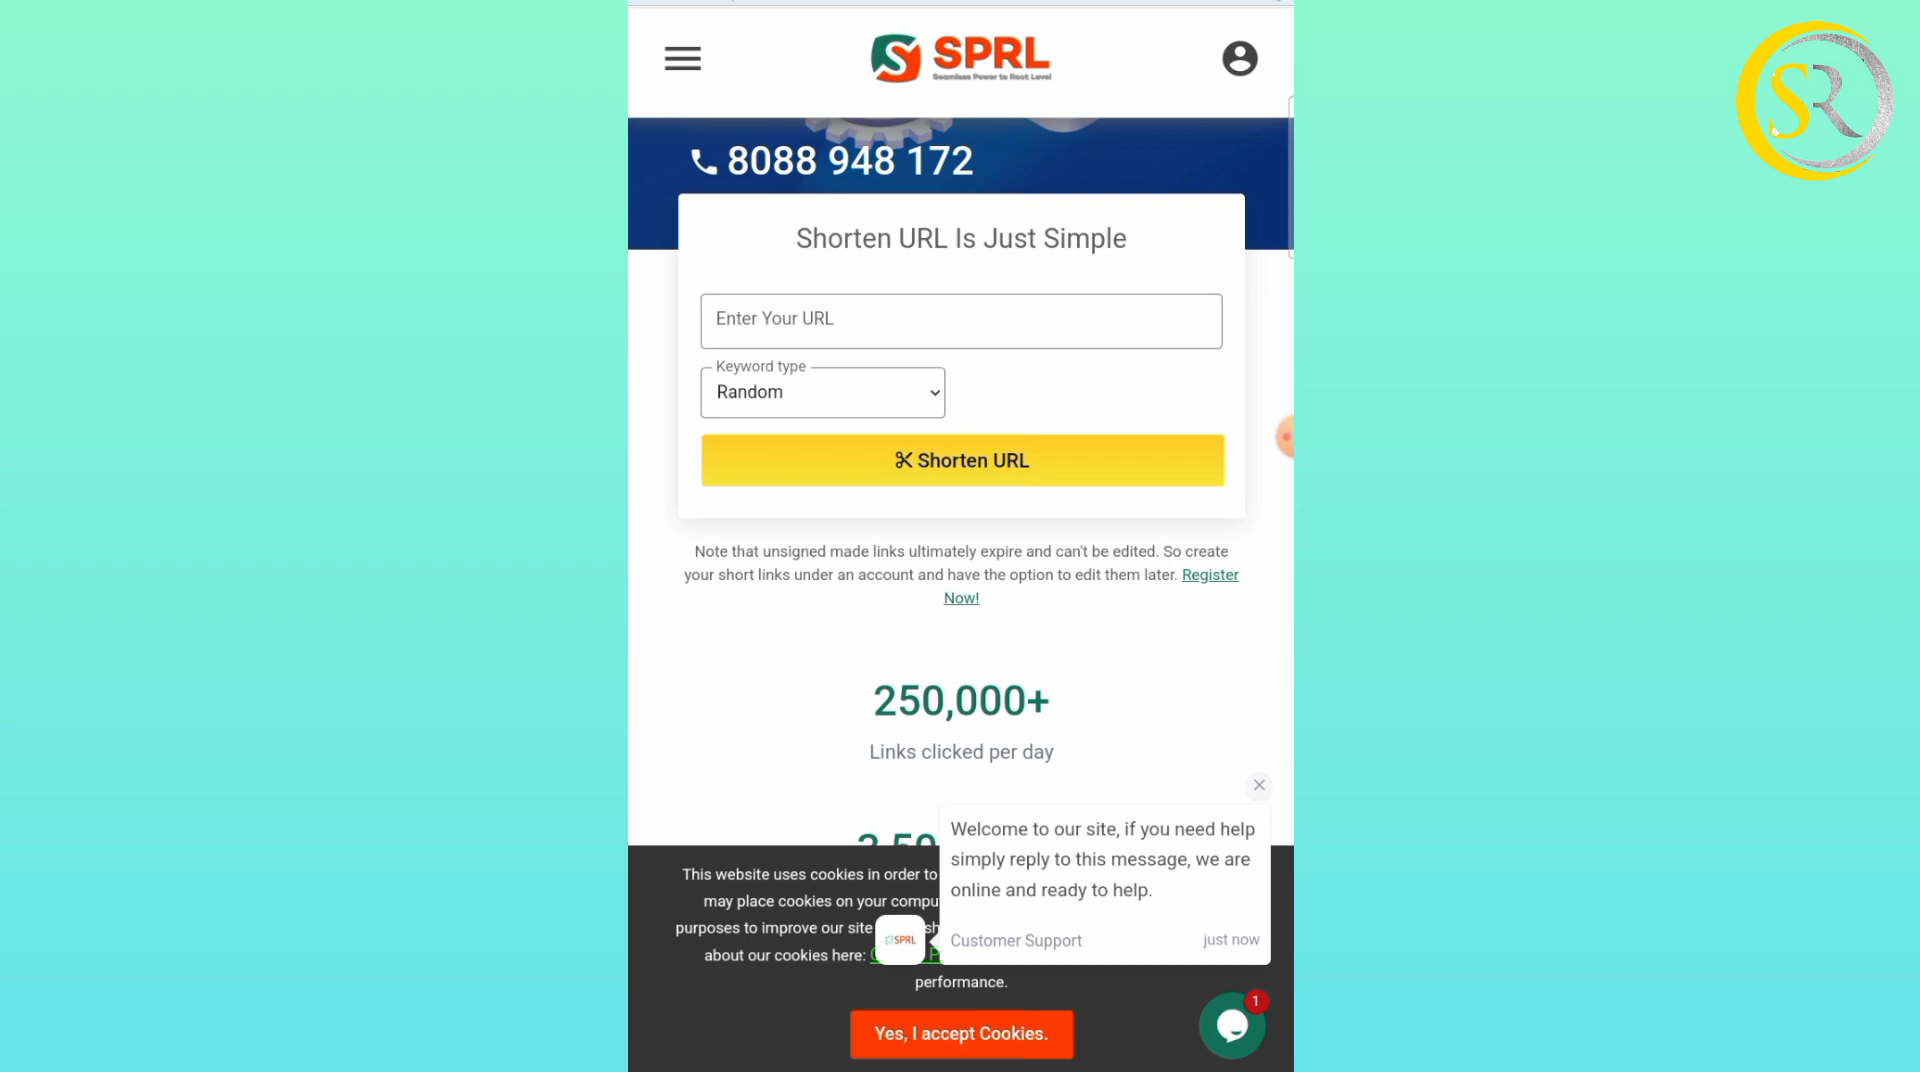 SPRL
Seamless Power to Root Level
SR
8088 948 172
Shorten URL Is Just Simple
Enter Your URL
Keyword type
Random
Shorten URL
Note that unsigned made links ultimately expire and can't be edited. So create
your short links under an account and have the option to edit them later. Register
Now!
250,000+
Links clicked per day
Welcome to our site, if you need help
simply reply to this message, we are
online and ready to help.
Customer Support just now
This website uses cookies in order to
may place cookies on your
purposes to improve our site
about our cookies here:
SPRL
performance.
Yes, I accept Cookies.
1